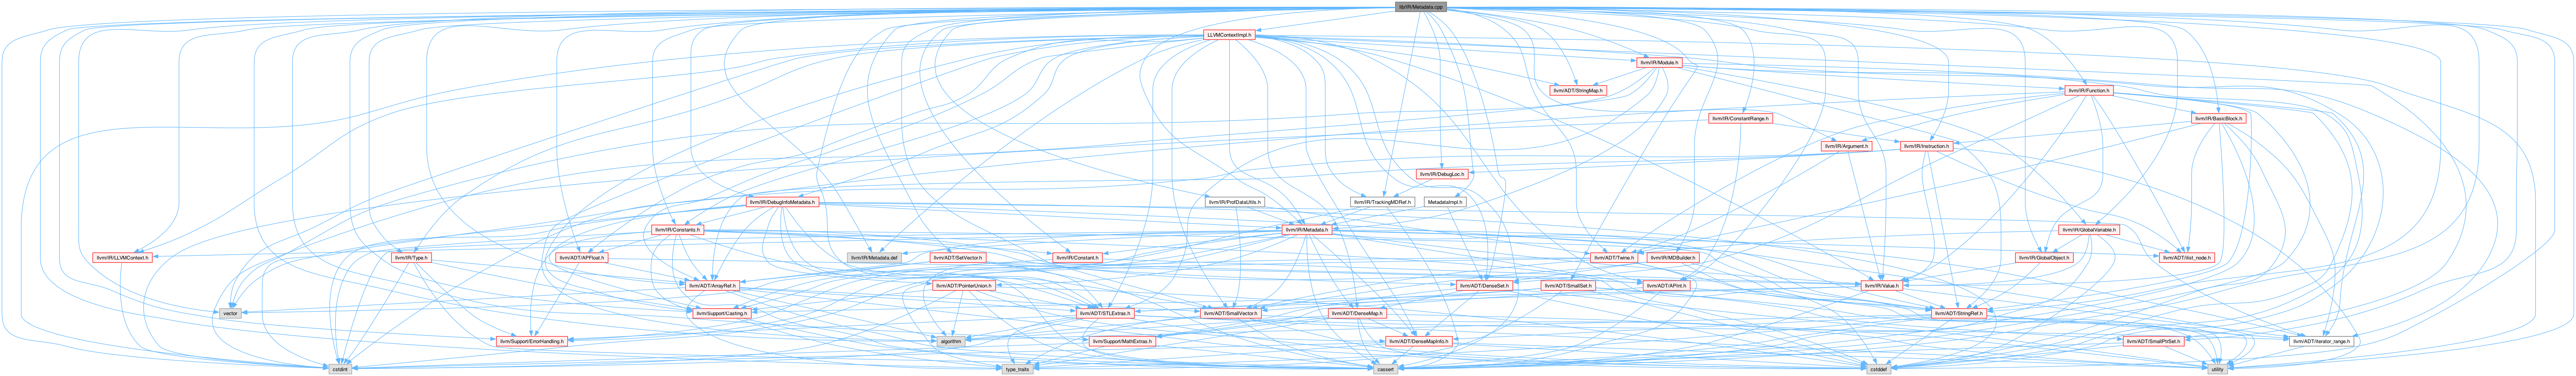 lib/IR/Metadata.cpp
LLVMContextImpl.h
llvm/IR/Module.h
llvm/ADT/StringMap.h
llvm/IR/Function.h
llvm/IR/ConstantRange.h
llvm/IR/BasicBlock.h
llvm/IR/Argument.h
llvm/IR/Instruction.h
llvm/IR/DebugLoc.h
llvm/IR/DebugInfoMetadata.h
llvm/IR/ProfDataUtils.h
llvm/IR/TrackingMDRef.h
MetadataImpl.h
llvm/IR/Constants.h
llvm/IR/Metadata.h
llvm/IR/GlobalVariable.h
llvm/IR/LLVMContext.h
llvm/IR/Type.h
llvm/ADT/APFloat.h
llvm/IR/Metadata.def
llvm/ADT/SetVector.h
llvm/IR/Constant.h
llvm/ADT/Twine.h
llvm/IR/MDBuilder.h
llvm/IR/GlobalObject.h
llvm/ADT/ilist_node.h
llvm/ADT/ArrayRef.h
llvm/ADT/PointerUnion.h
llvm/ADT/DenseSet.h
llvm/ADT/SmallSet.h
llvm/ADT/APInt.h
llvm/IR/Value.h
vector
llvm/Support/Casting.h
llvm/ADT/STLExtras.h
llvm/ADT/SmallVector.h
llvm/ADT/DenseMap.h
llvm/ADT/StringRef.h
llvm/Support/ErrorHandling.h
algorithm
llvm/Support/MathExtras.h
llvm/ADT/DenseMapInfo.h
llvm/ADT/SmallPtrSet.h
llvm/ADT/iterator_range.h
cstdint
type_traits
cassert
cstddef
utility